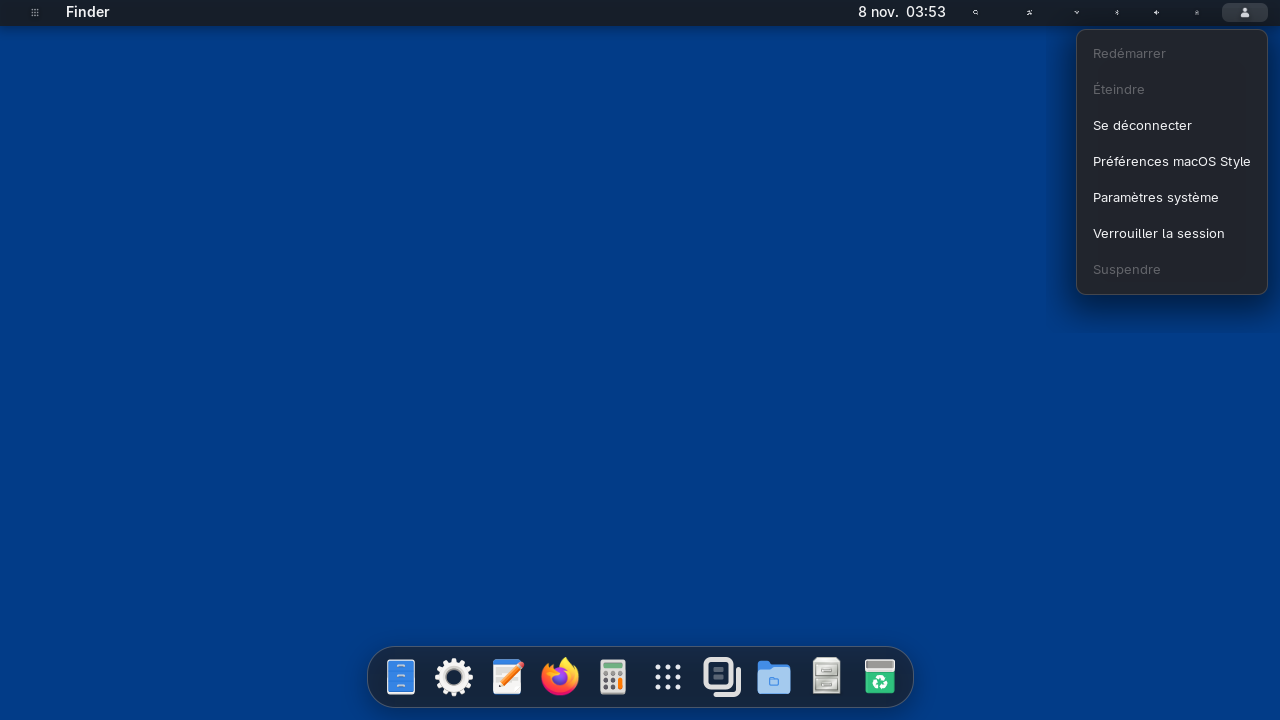 Finder
8 nov. 03:53
Redémarrer
Éteindre
Se déconnecter
Préférences macOS Style
Paramètres système
Verrouiller la session
Suspendre